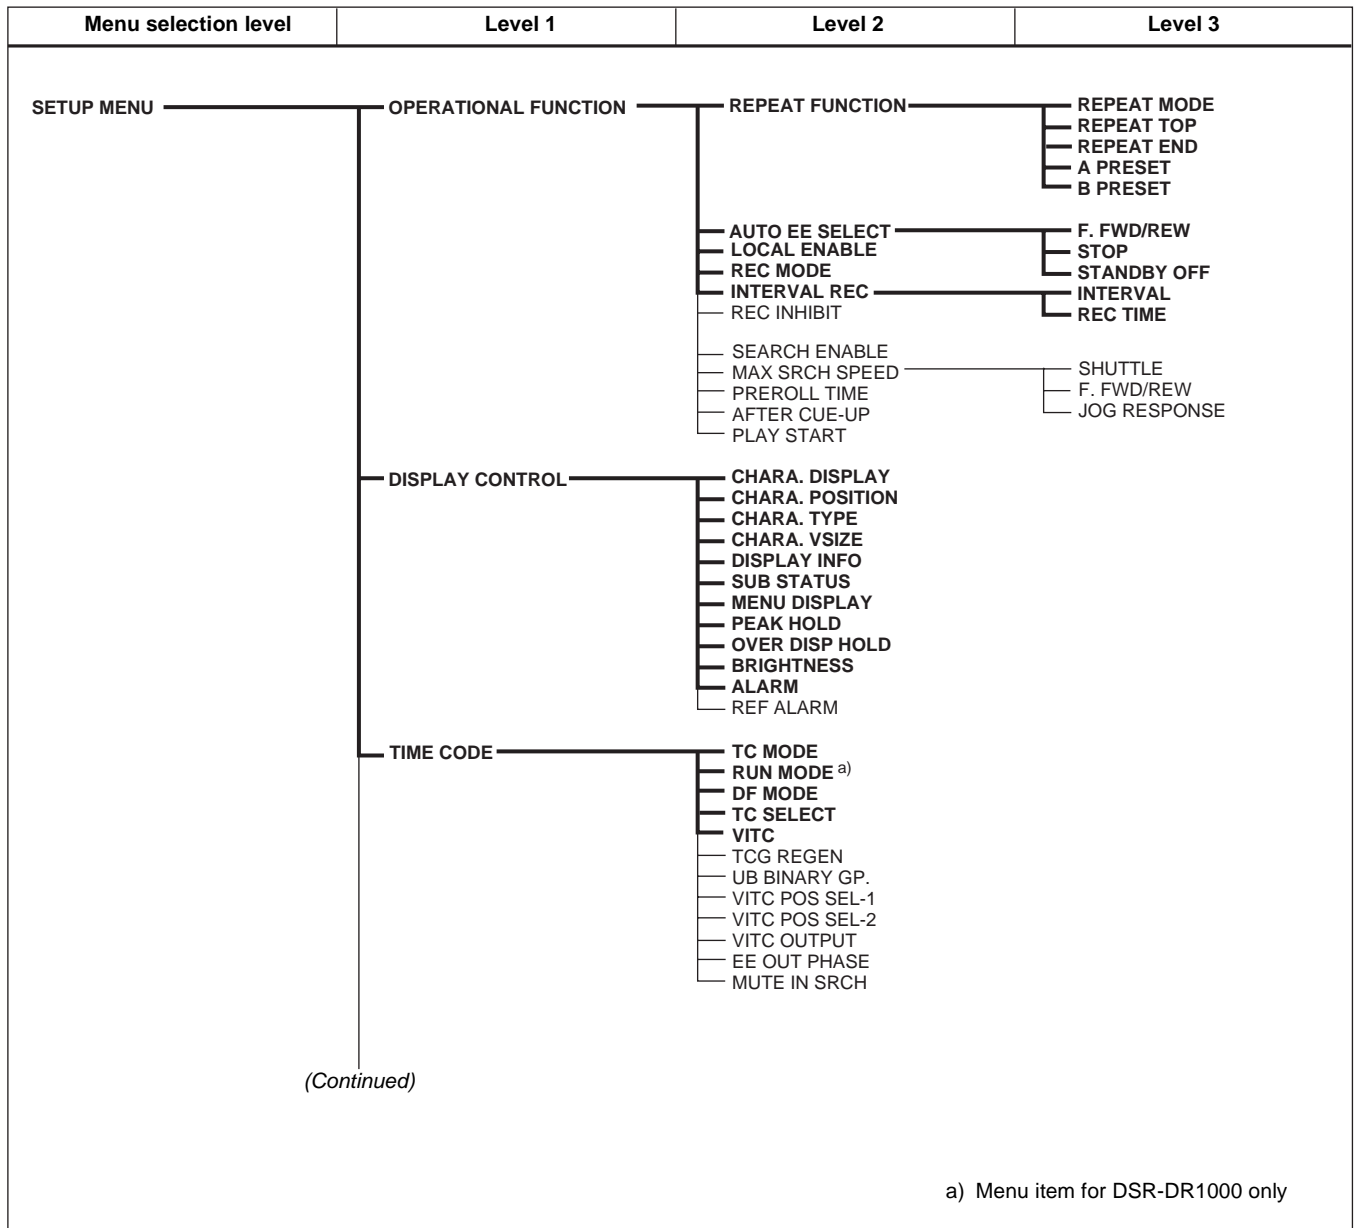 Menu selection level Level 1 Level 2 Level 3
SETUP MENU OPERATIONAL FUNCTION REPEAT FUNCTION REPEAT MODE
REPEAT TOP
REPEAT END
A PRESET
B PRESET
AUTO EE SELECT F. FWD/REW
LOCAL ENABLE STOP
REC MODE STANDBY OFF
INTERVAL REC INTERVAL
REC INHIBIT REC TIME
SEARCH ENABLE
MAX SRCH SPEED SHUTTLE
PREROLL TIME F. FWD/REW
AFTER CUE-UP JOG RESPONSE
PLAY START
DISPLAY CONTROL CHARA. DISPLAY
CHARA. POSITION
CHARA. TYPE
CHARA. VSIZE
DISPLAY INFO
SUB STATUS
MENU DISPLAY
PEAK HOLD
OVER DISP HOLD
BRIGHTNESS
ALARM
REF ALARM
TIME CODE TC MODE
RUN MODE a)
DF MODE
TC SELECT
VITC
TCG REGEN
UB BINARY GP.
VITC POS SEL-1
VITC POS SEL-2
VITC OUTPUT
EE OUT PHASE
MUTE IN SRCH
(Continued)
a) Menu item for DSR-DR1000 only